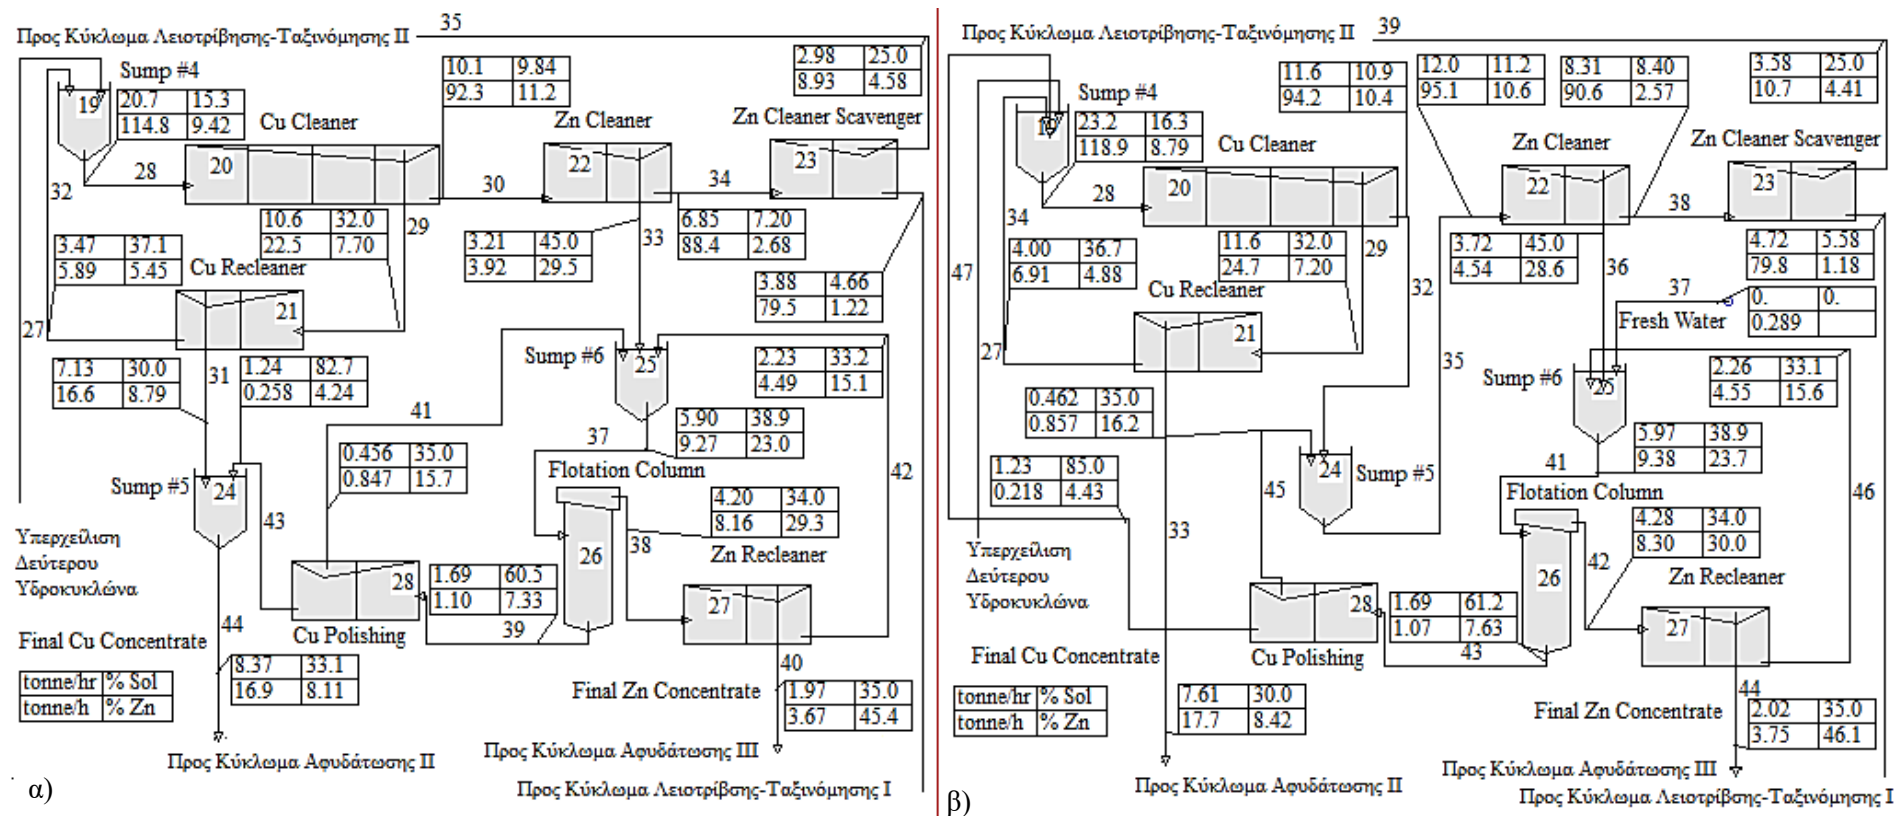 Προς Κύκλωμα Λειοτρίβησης-Ταξινόμησης II
35
Sump #4
19
20.7 15.3
114.8 9.42
Cu Cleaner
10.1 9.84
92.3 11.2
2.98 25.0
8.93 4.58
Zn Cleaner
Zn Cleaner Scavenger
20
22
23
28
30
34
32
29
33
10.6 32.0
22.5 7.70
3.47 37.1
5.89 5.45
3.21 45.0
3.92 29.5
6.85 7.20
88.4 2.68
Cu Recleaner
21
3.88 4.66
79.5 1.22
27
7.13 30.0
16.6 8.79
31
1.24 82.7
0.258 4.24
Sump #6
25
2.23 33.2
4.49 15.1
41
5.90 38.9
9.27 23.0
37
0.456 35.0
0.847 15.7
Flotation Column
42
Sump #5
24
43
4.20 34.0
8.16 29.3
Υπερχείλιση
Δεύτερου
Υδροκυκλώνα
38
Zn Recleaner
26
28
1.69 60.5
1.10 7.33
27
39
Cu Polishing
44
Final Cu Concentrate
8.37 33.1
16.9 8.11
tonne/hr % Sol
tonne/h % Zn
40
Final Zn Concentrate
1.97 35.0
3.67 45.4
Προς Κύκλωμα Αφυδάτωσης III
Προς Κύκλωμα Αφυδάτωσης II
Προς Κύκλωμα Λειοτρίβσης-Ταξινόμησης I
α)
Προς Κύκλωμα Λειοτρίβησης-Ταξινόμησης II
39
Sump #4
23.2 16.3
118.9 8.79
Cu Cleaner
11.6 10.9
94.2 10.4
12.0 11.2
95.1 10.6
8.31 8.40
90.6 2.57
3.58 25.0
10.7 4.41
Zn Cleaner
Zn Cleaner Scavenger
20
22
23
28
38
34
29
4.00 36.7
6.91 4.88
11.6 32.0
24.7 7.20
3.72 45.0
4.54 28.6
36
4.72 5.58
79.8 1.18
47
32
Cu Recleaner
21
37
Fresh Water
0. 0.
0.289
27
35
Sump #6
25
2.26 33.1
4.55 15.6
0.462 35.0
0.857 16.2
5.97 38.9
9.38 23.7
41
1.23 85.0
0.218 4.43
45
24
Sump #5
Flotation Column
46
4.28 34.0
8.30 30.0
33
42
Zn Recleaner
Υπερχείλιση
Δεύτερου
Υδροκυκλώνα
26
28
1.69 61.2
1.07 7.63
27
43
Cu Polishing
Final Cu Concentrate
tonne/hr % Sol
tonne/h % Zn
7.61 30.0
17.7 8.42
44
Final Zn Concentrate
2.02 35.0
3.75 46.1
Προς Κύκλωμα Αφυδάτωσης III
Προς Κύκλωμα Αφυδάτωσης II
Προς Κύκλωμα Λειοτρίβσης-Ταξινόμησης I
β)